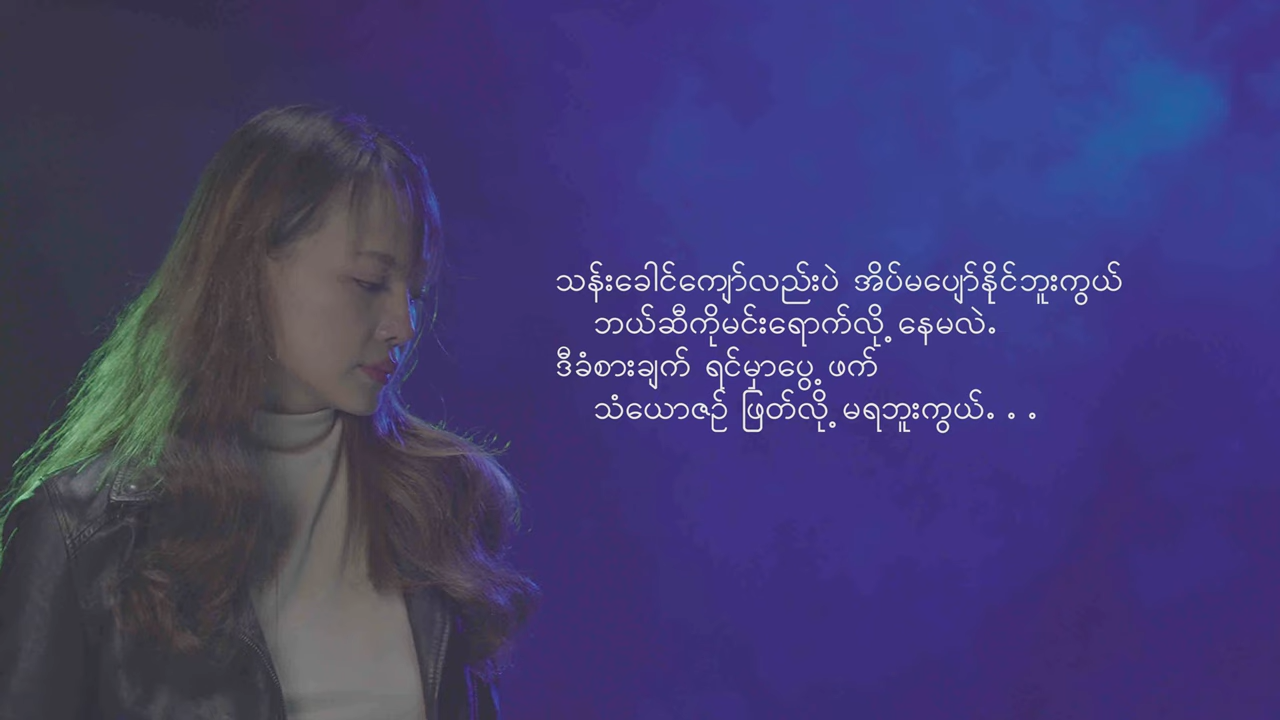 သန်းခေါင်ကျော်လည်းပဲ အိပ်မပျော်နိုင်ဘူးကွယ်
ဘယ်ဆီကိုမင်းရောက်လို့ နေမလဲ.
ဒီခံစားချက် ရင်မှာပွေ့ ဖက်
သံယောဇဉ် ဖြတ်လို့ မရဘူးကွယ်. . .